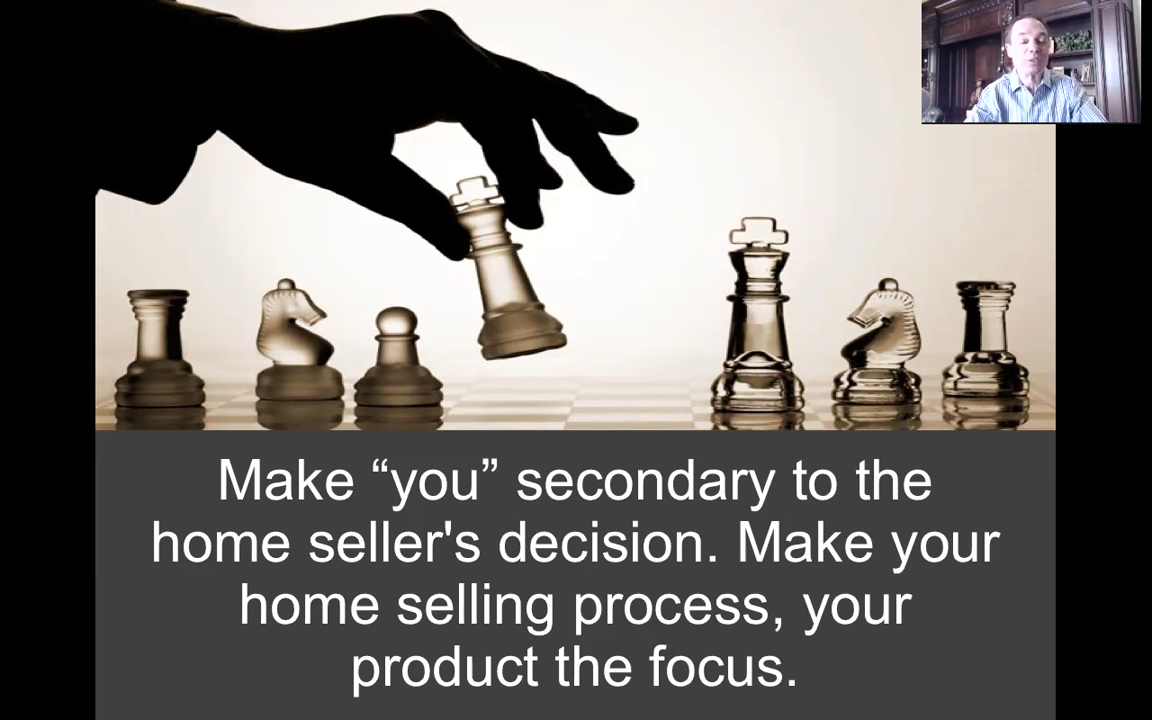 Make “you” secondary to the
home seller's decision. Make your
home selling process, your
product the focus.